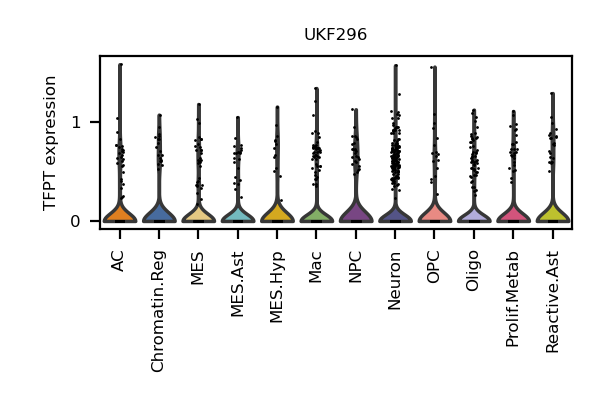 UKF296
TFPT expression
1
0
AC
Chromatin.Reg
MES
MES.Ast
MES.Hyp
Mac
NPC
Neuron
OPC
Oligo
Prolif.Metab
Reactive.Ast